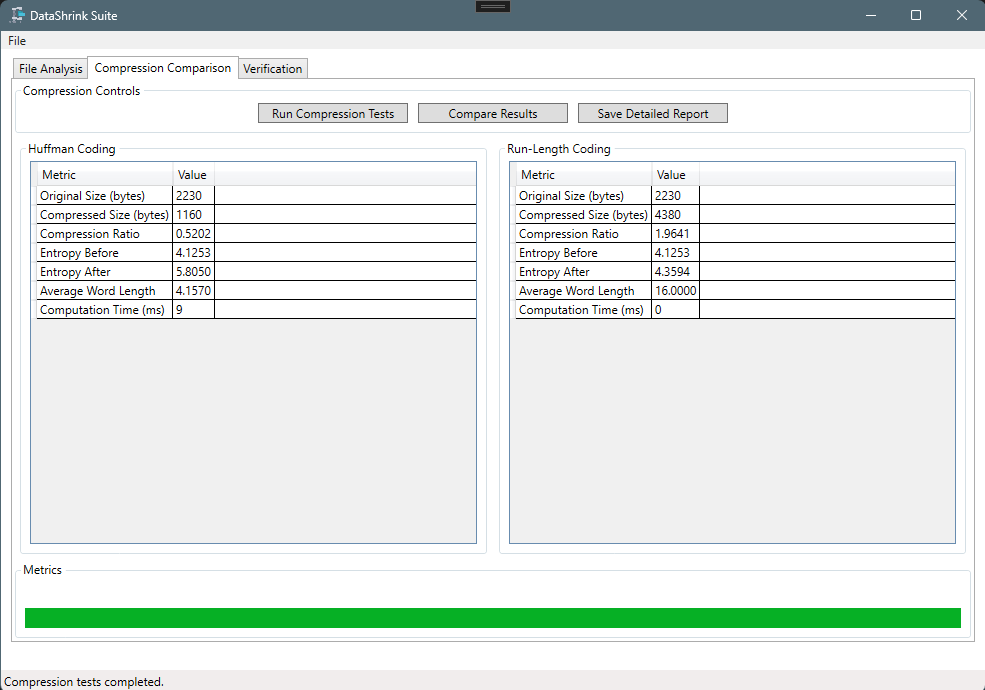 DataShrink Suite
File
File Analysis Compression Comparison Verification
Compression Controls
Run Compression Tests Compare Results Save Detailed Report
Huffman Coding
Metric Value
Original Size (bytes) 2230
Compressed Size (bytes) 1160
Compression Ratio 0.5202
Entropy Before 4.1253
Entropy After 5.8050
Average Word Length 4.1570
Computation Time (ms) 9
Run-Length Coding
Metric Value
Original Size (bytes) 2230
Compressed Size (bytes) 4380
Compression Ratio 1.9641
Entropy Before 4.1253
Entropy After 4.3594
Average Word Length 16.0000
Computation Time (ms) 0
Metrics
Compression tests completed.